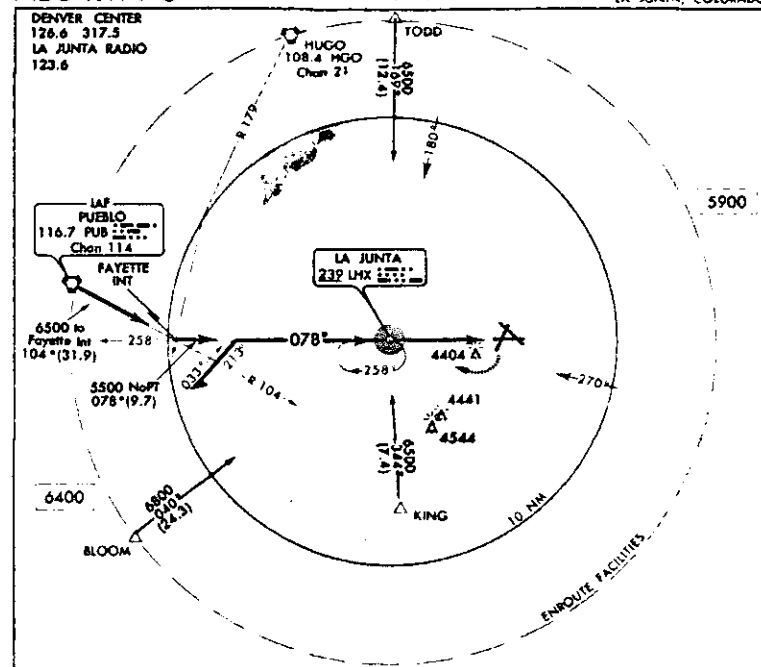 DENVER CENTER
126.6 317.5
LA JUNTA RADIO
123.6
HUGO
108.4 HGO
Chan 21
TODD
6500
169°
(12.4)
R 179
180°
5900
IAF
PUEBLO
116.7 PUB
Chan 114
FAYETTE
INT
LA JUNTA
239 LHX
6500 to
Fayette Int
104°(31.9)
258
078°
4404
258
5500 NoPT
078°(9.7)
033°
213°
R 104
270°
4441
4544
6500
344°
(7.4)
6400
6800
040°
(24.3)
KING
10 NM
BLOOM
ENROUTE FACILITIES